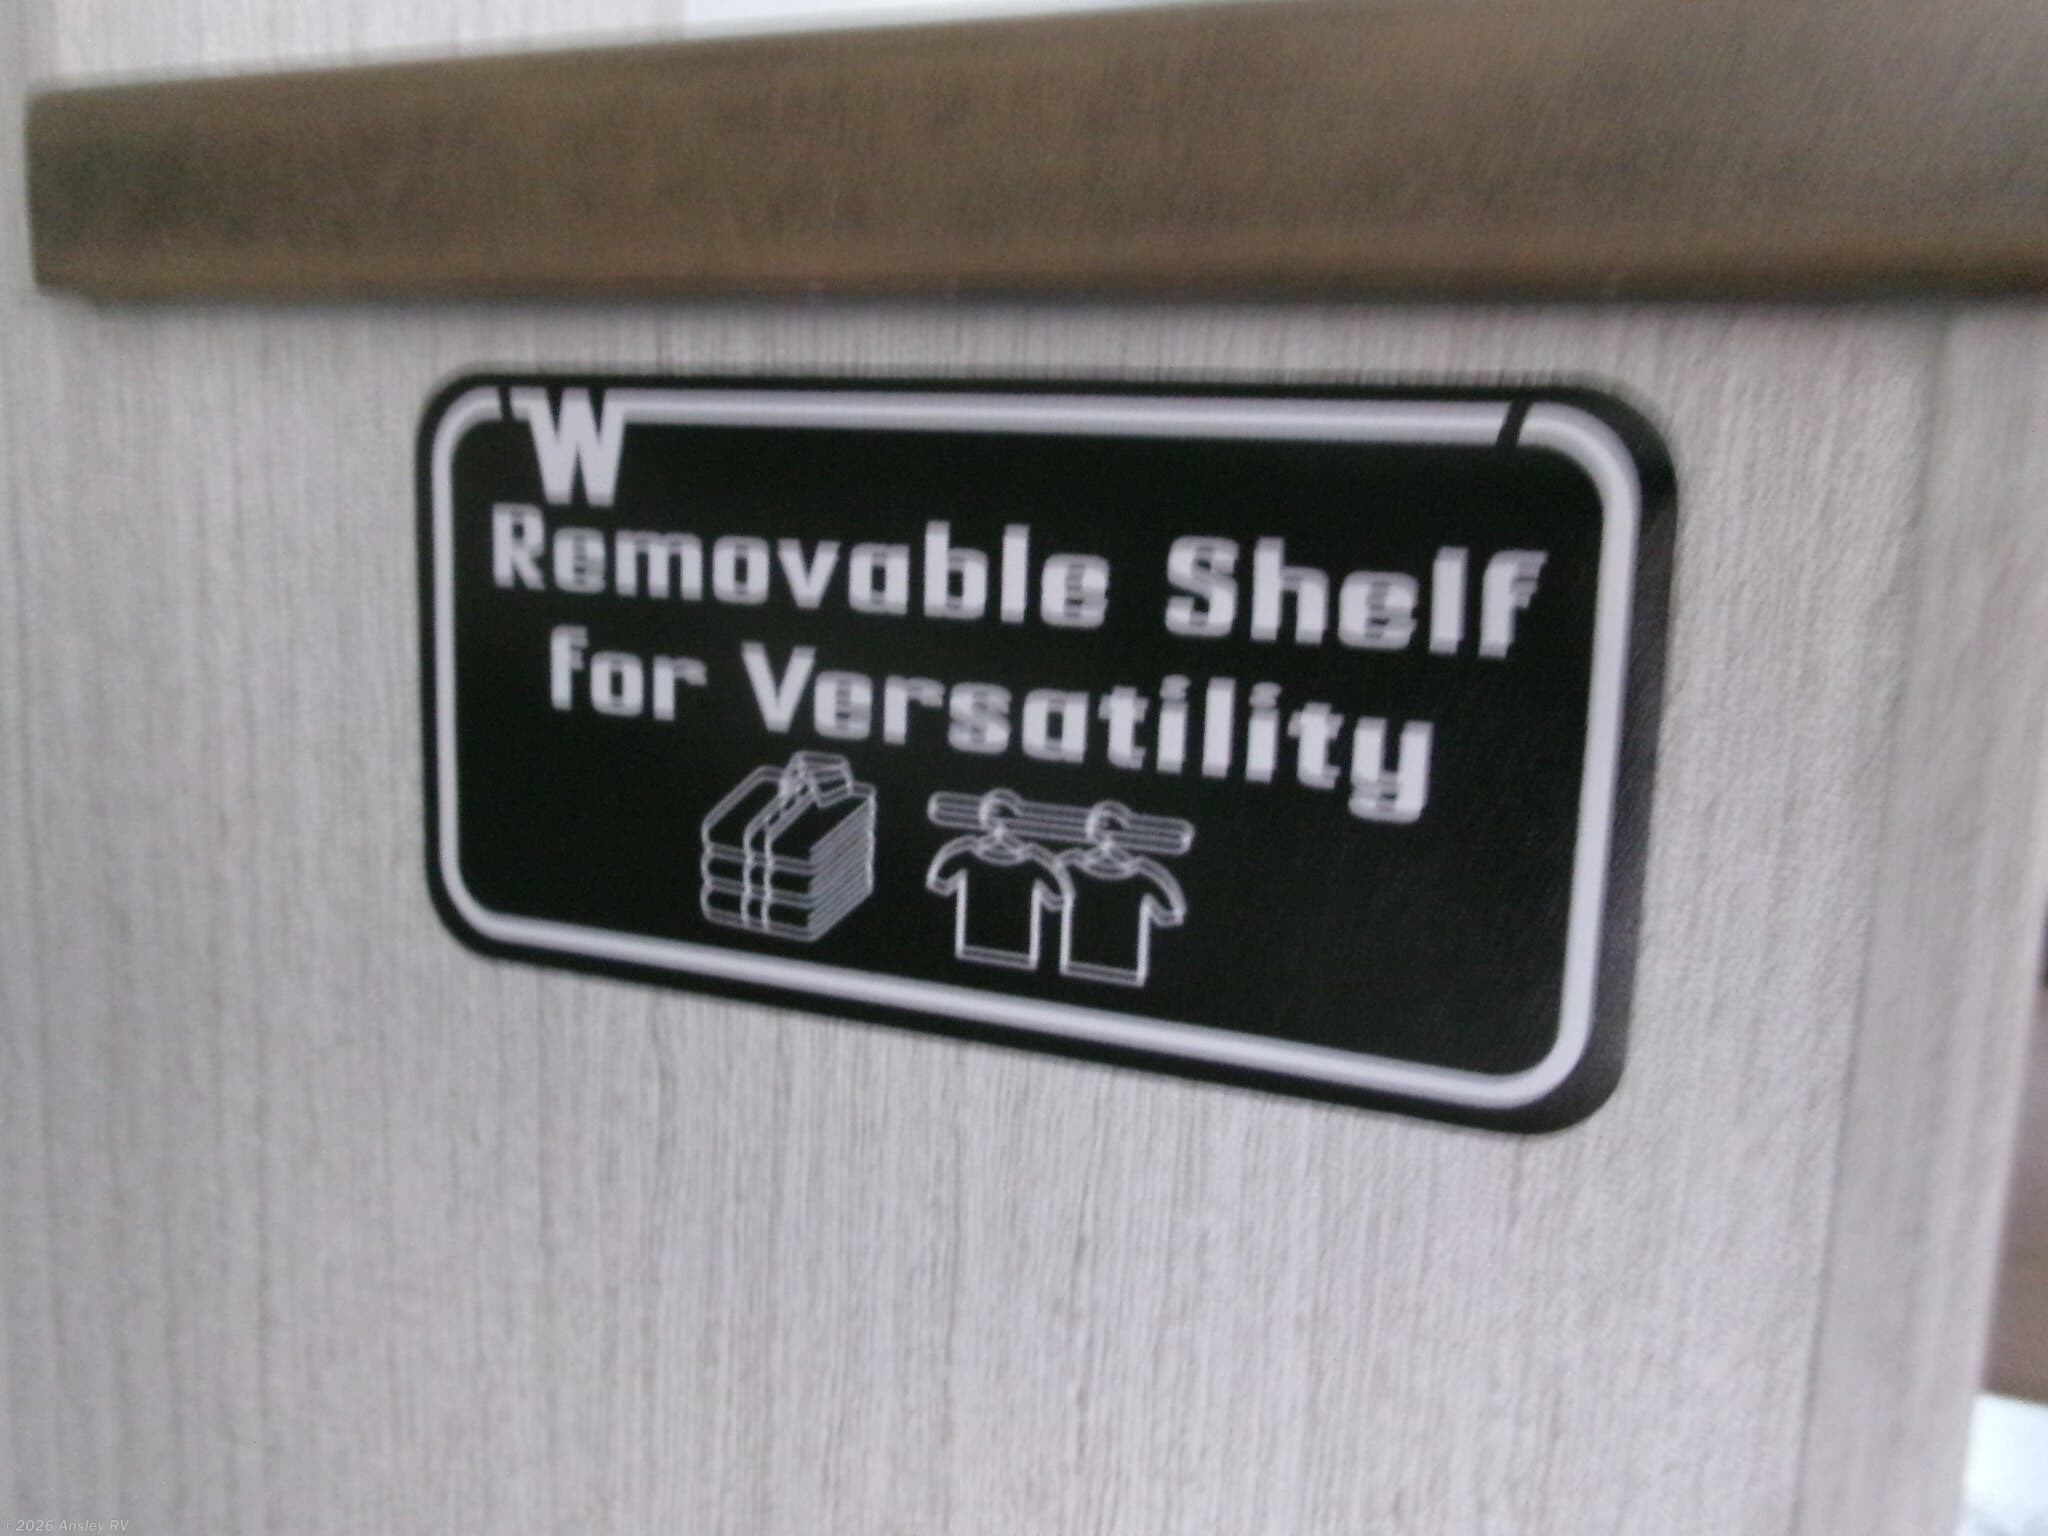 W
Removable Shelf
for Versatility
©2026 Ansley RV